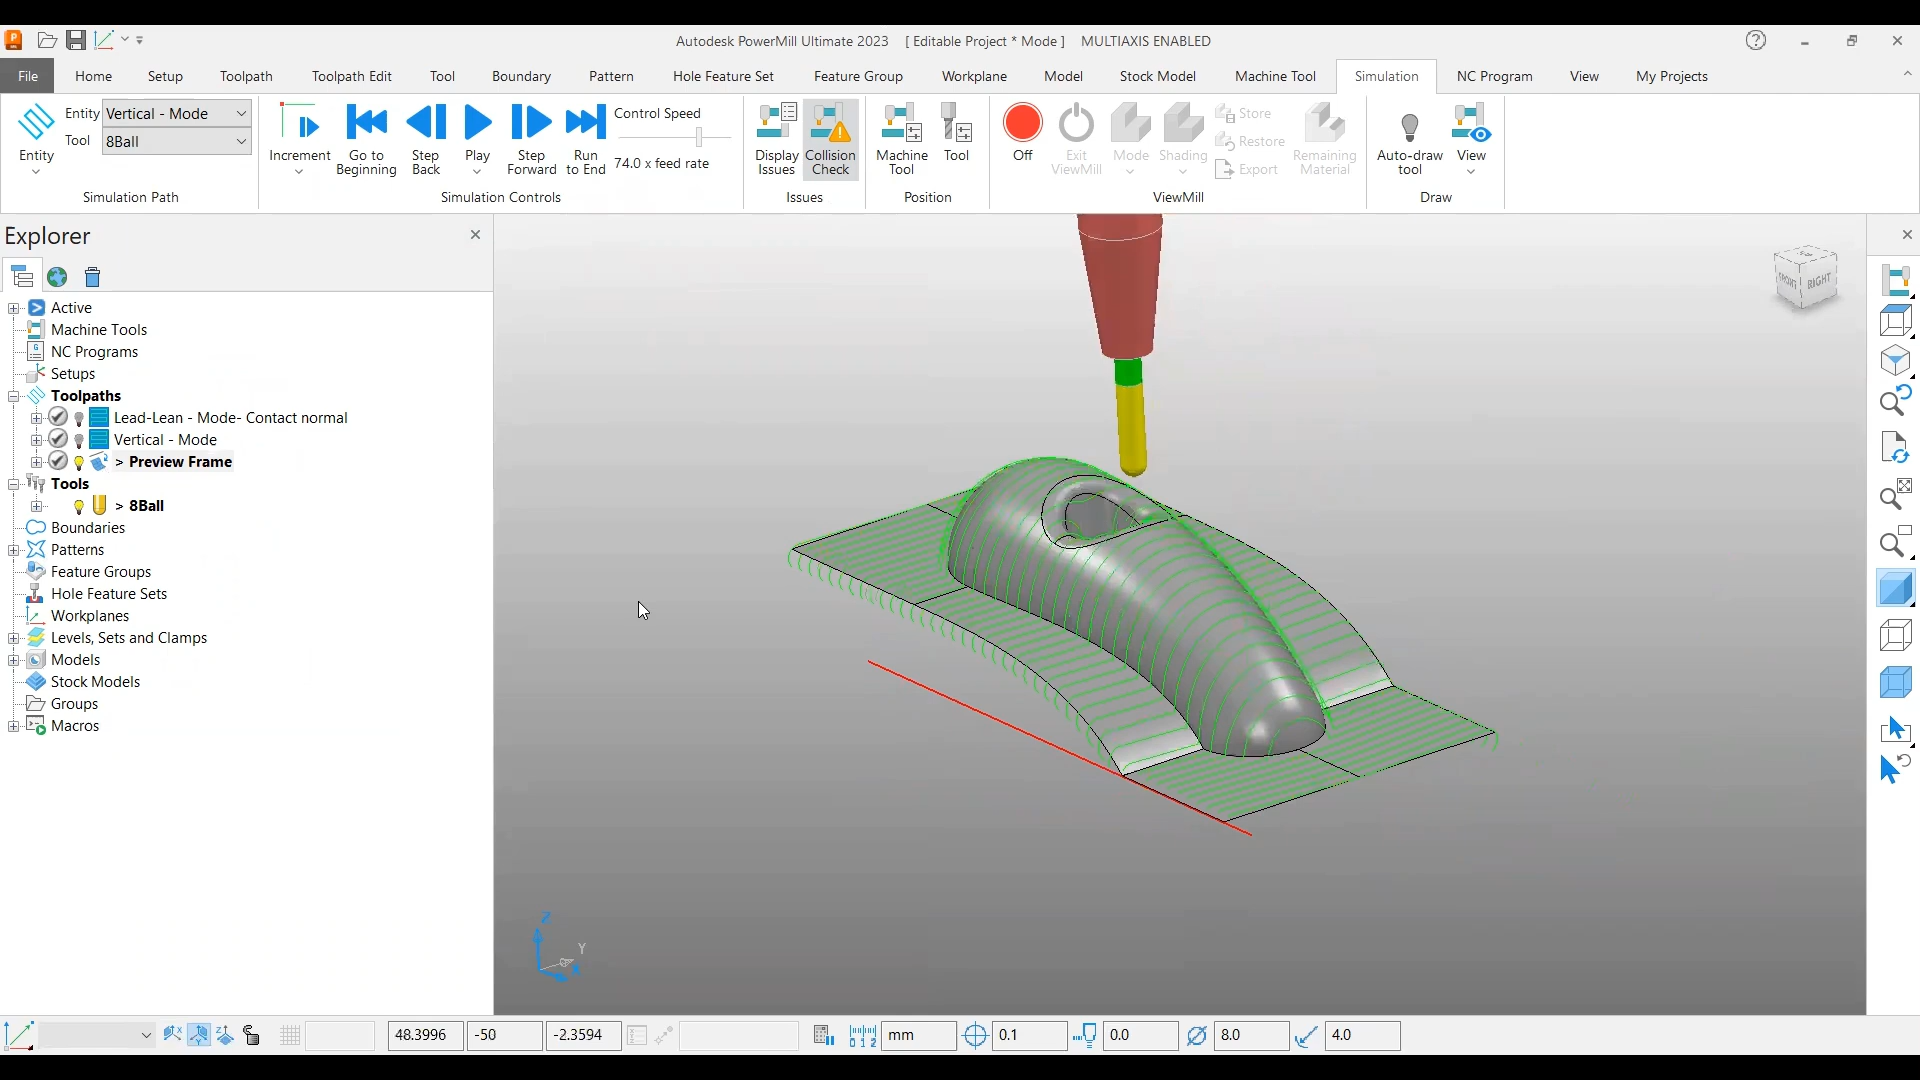 Autodesk PowerMill Ultimate 2023 [ Editable Project * Mode ] MULTIAXIS ENABLED
File Home Setup Toolpath Toolpath Edit Tool Boundary Pattern Hole Feature Set Feature Group Workplane Model Stock Model Machine Tool Simulation NC Program View My Projects
Entity Vertical - Mode
Tool 8Ball
Entity
Increment
Go to Beginning
Step Back
Play
Step Forward
Run to End
Control Speed
74.0 x feed rate
Display Issues
Collision Check
Machine Tool
Tool
Off
Exit ViewMill
Mode
Shading
Store
Restore
Export
Remaining Material
Auto-draw tool
View
Simulation Path Simulation Controls Issues Position ViewMill Draw
Explorer
Active
Machine Tools
NC Programs
Setups
Toolpaths
Lead-Lean - Mode- Contact normal
Vertical - Mode
> Preview Frame
Tools
> 8Ball
Boundaries
Patterns
Feature Groups
Hole Feature Sets
Workplanes
Levels, Sets and Clamps
Models
Stock Models
Groups
Macros
FRONT RIGHT
Z
Y
X
48.3996 -50 -2.3594 mm 0.1 0.0 8.0 4.0